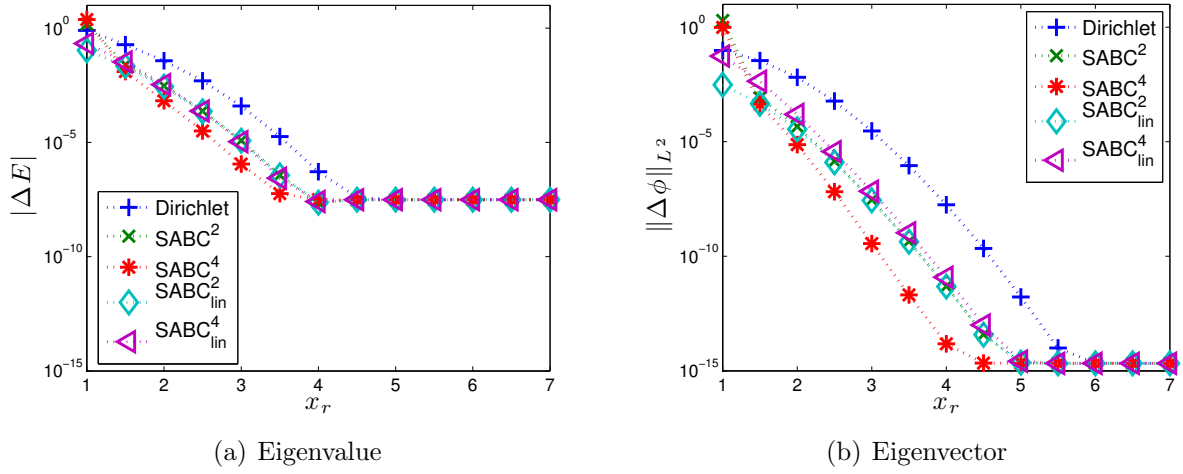 10^0
10^-5
10^-10
10^-15
|ΔE|
Dirichlet
SABC^2
SABC^4
SABC^2_lin
SABC^4_lin
1 2 3 4 5 6 7
x_r
(a) Eigenvalue
10^0
10^-5
10^-10
10^-15
||Δϕ||_{L^2}
Dirichlet
SABC^2
SABC^4
SABC^2_lin
SABC^4_lin
1 2 3 4 5 6 7
x_r
(b) Eigenvector